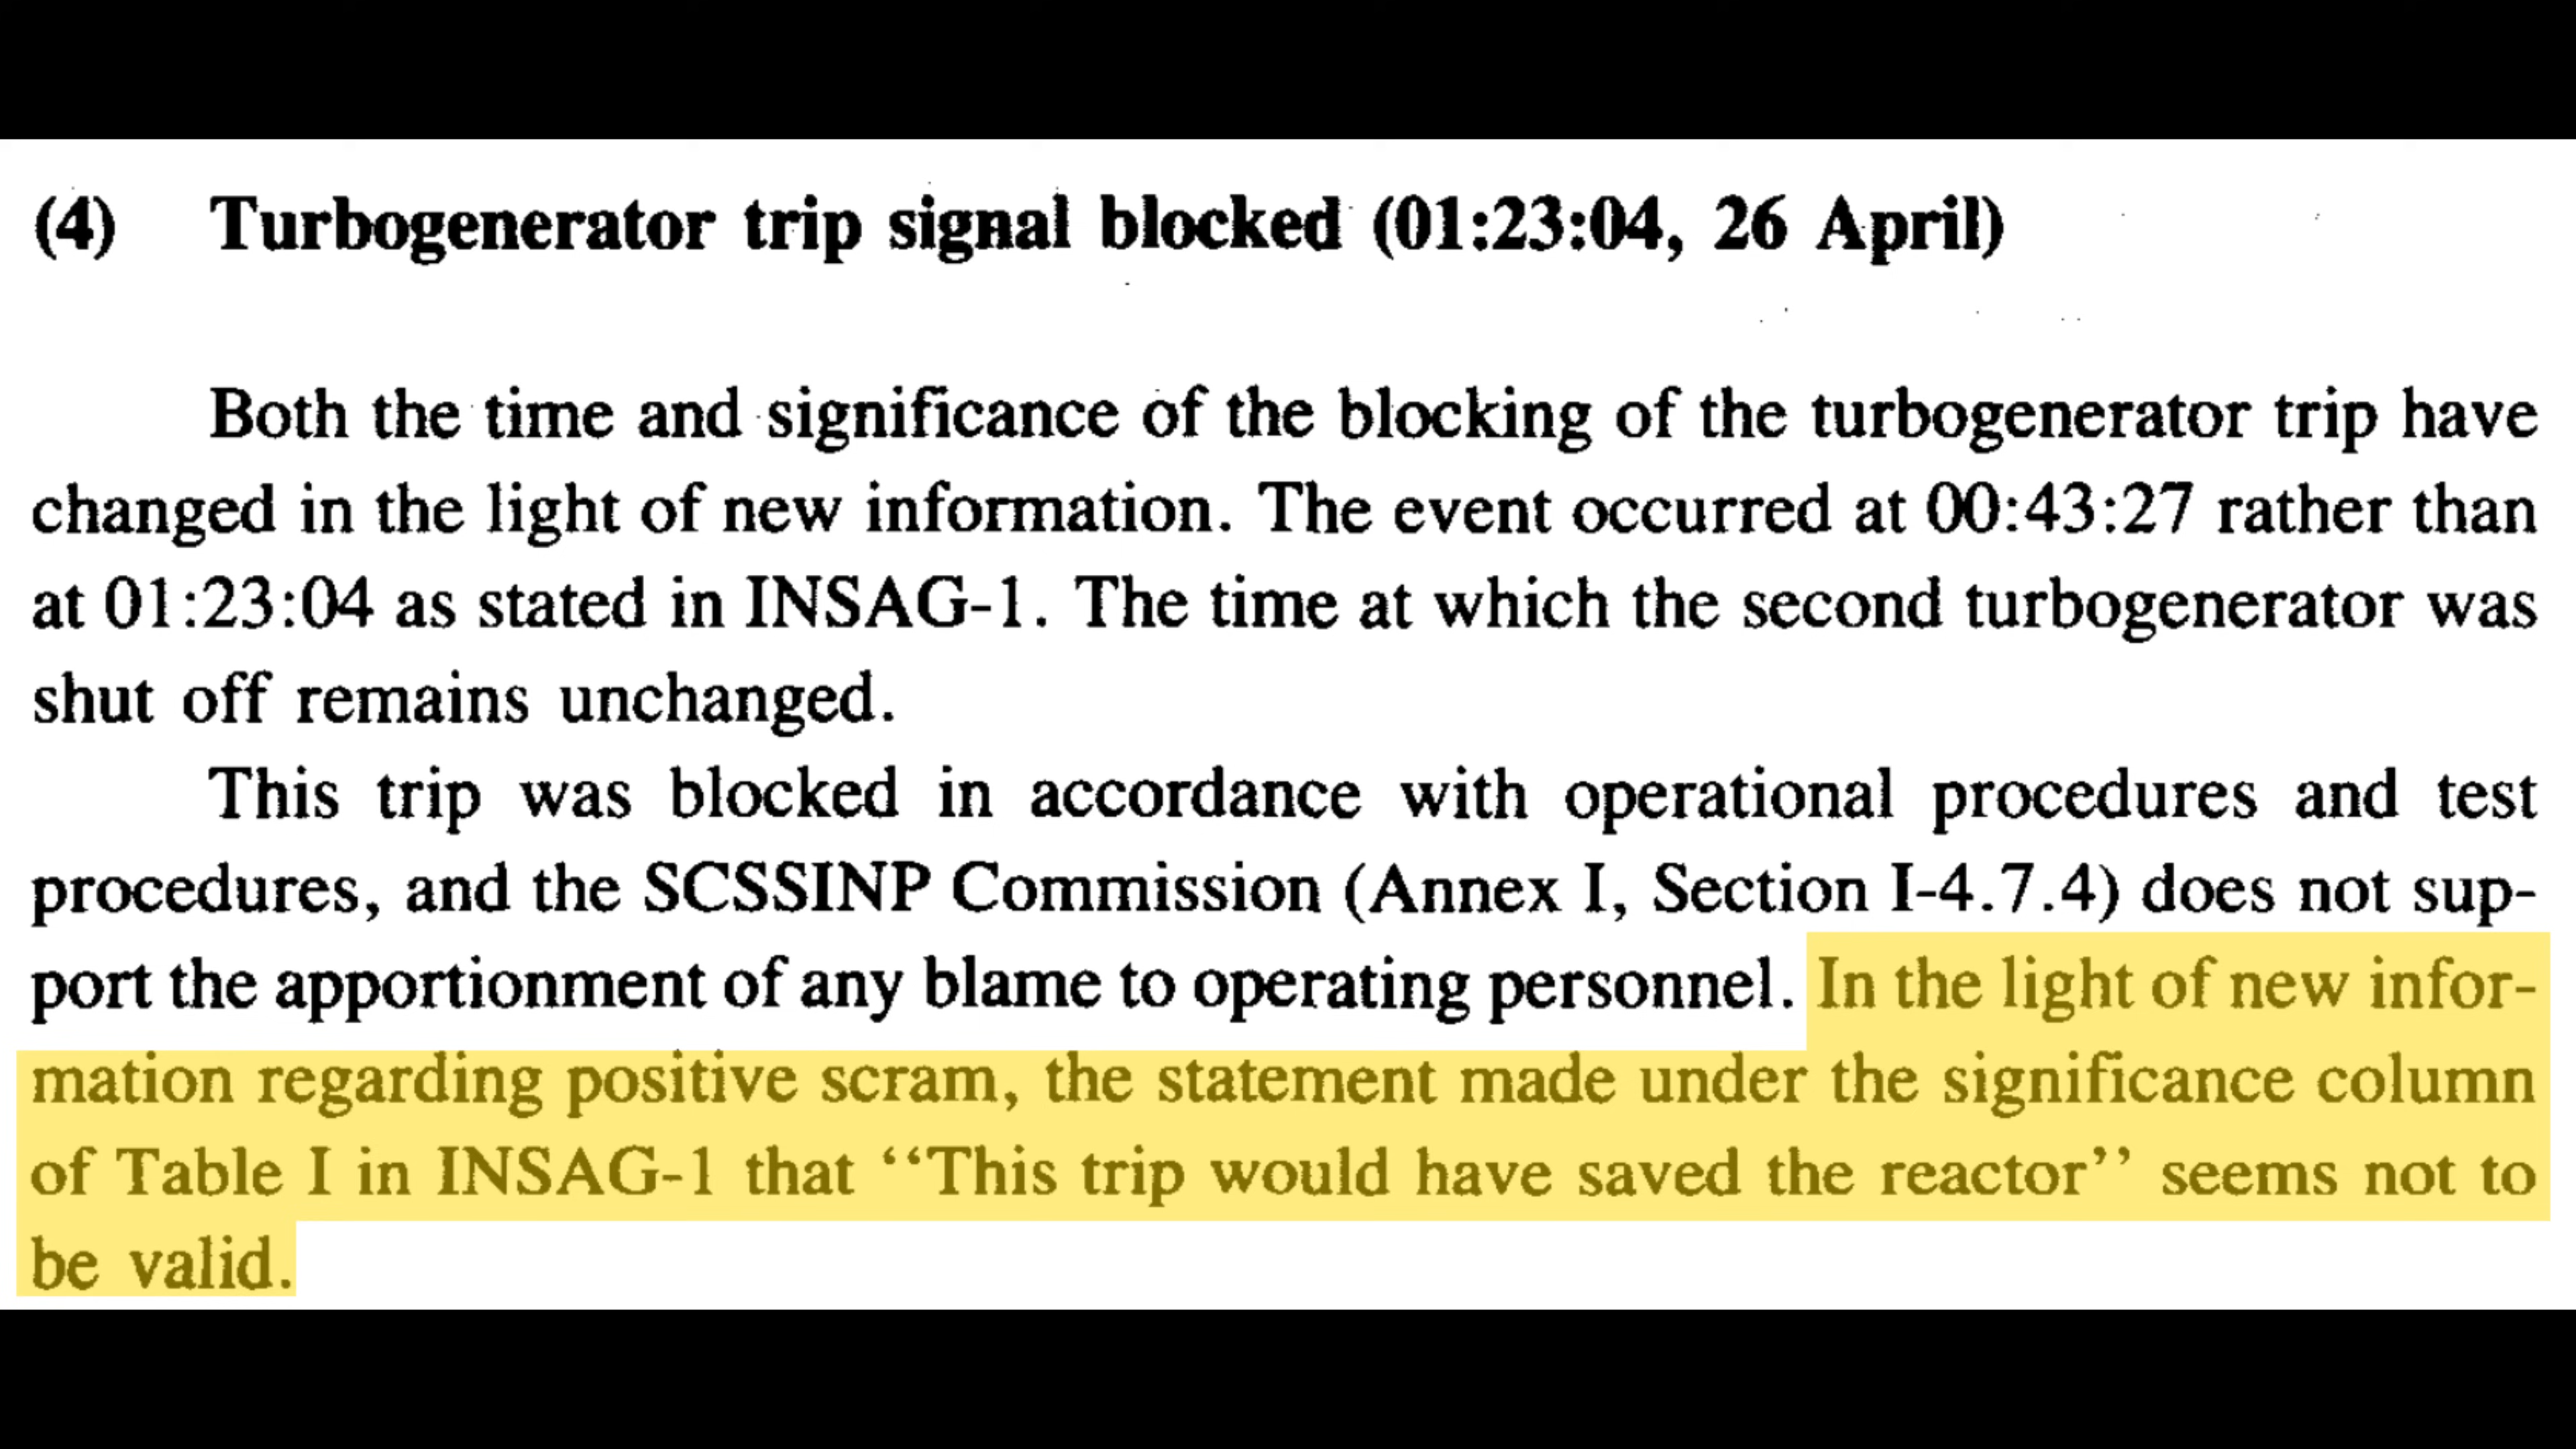 (4) Turbogenerator trip signal blocked (01:23:04, 26 April)
Both the time and significance of the blocking of the turbogenerator trip have
changed in the light of new information. The event occurred at 00:43:27 rather than
at 01:23:04 as stated in INSAG-1. The time at which the second turbogenerator was
shut off remains unchanged.
This trip was blocked in accordance with operational procedures and test
procedures, and the SCSSINP Commission (Annex I, Section I-4.7.4) does not sup-
port the apportionment of any blame to operating personnel. In the light of new infor-
mation regarding positive scram, the statement made under the significance column
of Table I in INSAG-1 that ‘‘This trip would have saved the reactor’’ seems not to
be valid.